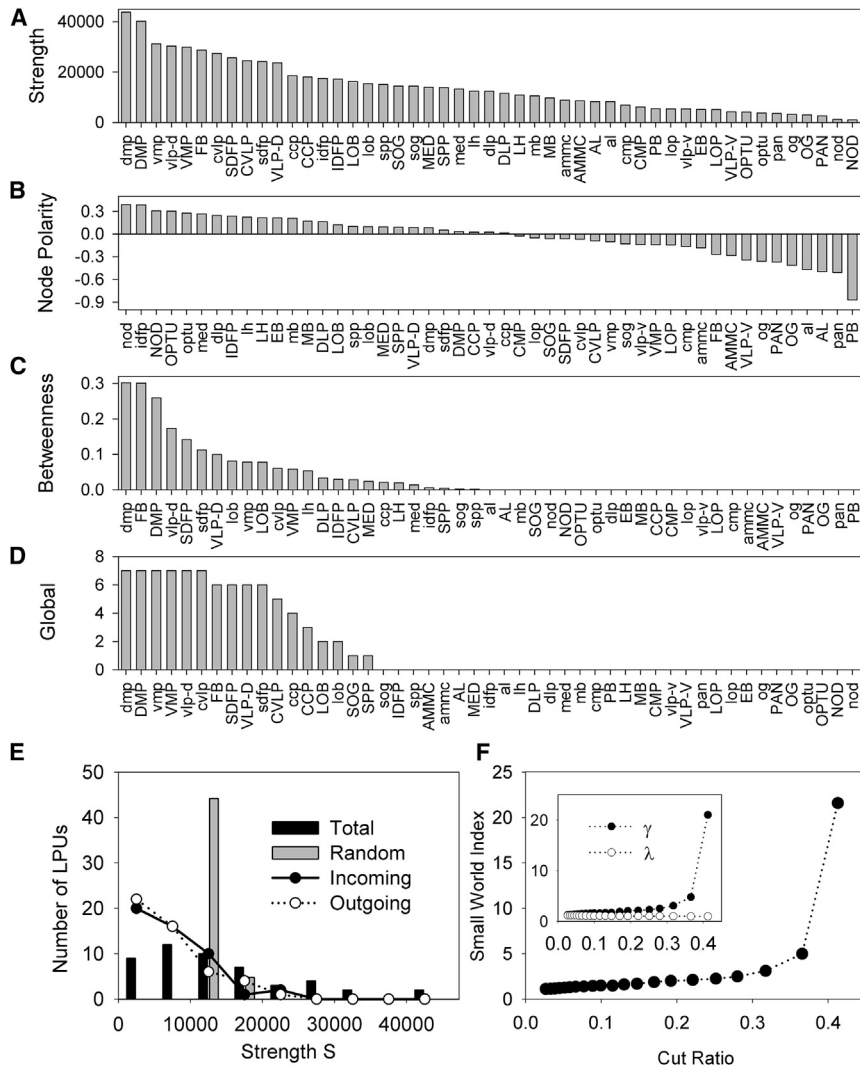 A
Strength
40000
20000
0
dmp DMP vmp vlp-d VMP FB cvlp SDFP CVLP sdfp VLP-D ccp CCP idfp IDFP LOB lob spp SOG sog MED SPP med lh dlp DLP LH mb MB ammc AMMC AL al cmp CMP PB lop vlp-v EB LOP VLP-V OPTU optu pan og OG PAN nod NOD
B
Node Polarity
0.3
0.0
-0.3
-0.6
-0.9
nod idfp NOD OPTU optu med dlp IDFP lh LH EB mb MB DLP LOB spp lob MED SPP VLP-D dmp sdfp DMP CCP vlp-d ccp CMP lop SOG SDFP cvlp CVLP vmp sog vlp-v VMP LOP cmp ammc FB AMMC VLP-V og PAN OG al AL pan PB
C
Betweenness
0.3
0.2
0.1
0.0
dmp FB DMP vlp-d SDFP sdfp VLP-D lob vmp LOB cvlp VMP lh DLP IDFP CVLP MED ccp LH med idfp SPP sog spp al AL mb SOG nod NOD OPTU optu dlp EB MB CCP CMP lop vlp-v LOP cmp ammc AMMC VLP-V og PAN OG pan PB
D
Global
8
6
4
2
0
dmp DMP vmp VMP vlp-d cvlp FB SDFP VLP-D sdfp CVLP ccp CCP LOB lob SOG SPP sog IDFP spp AMMC ammc AL MED idfp al lh DLP dlp med mb cmp PB LH MB CMP vlp-v VLP-V pan LOP lop EB og PAN OG optu OPTU NOD nod
E
Number of LPUs
50
40
30
20
10
0
Total
Random
Incoming
Outgoing
0 10000 20000 30000 40000
Strength S
F
Small World Index
25
20
15
10
5
0
20
10
0
γ
λ
0.0 0.1 0.2 0.3 0.4
0.0 0.1 0.2 0.3 0.4
Cut Ratio